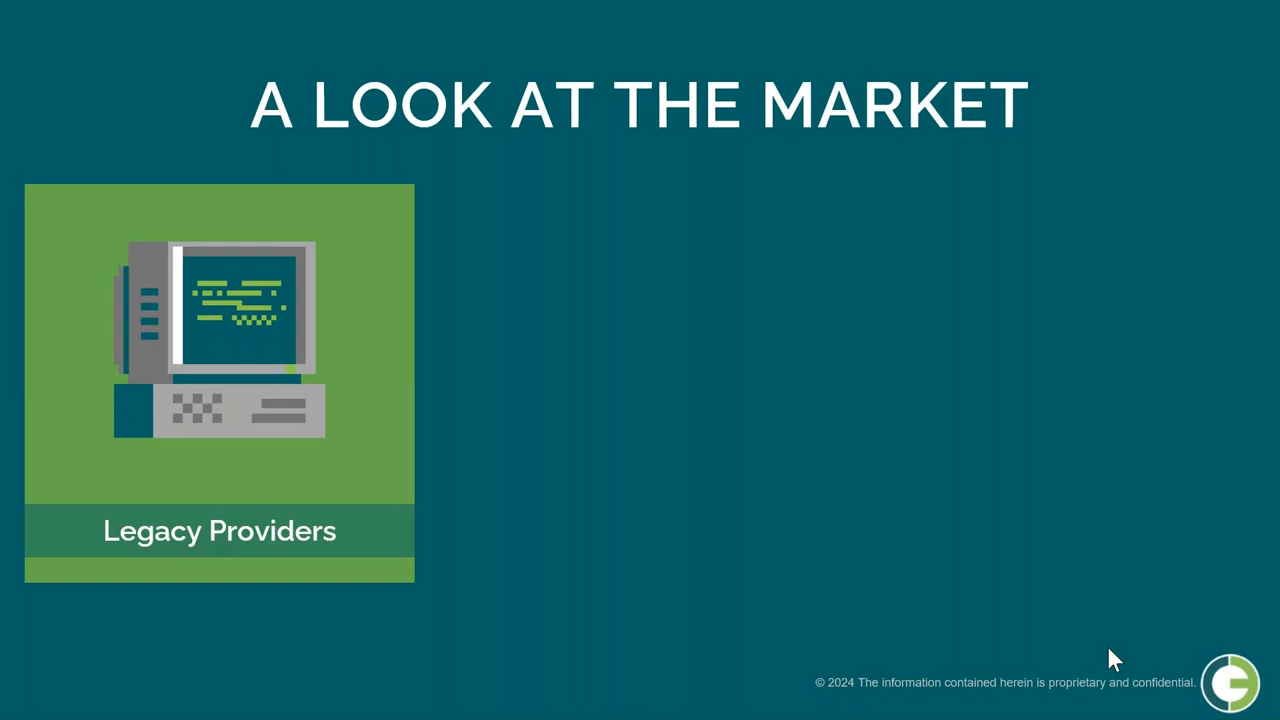 A LOOK AT THE MARKET
Legacy Providers
© 2024 The information contained herein is proprietary and confidential.